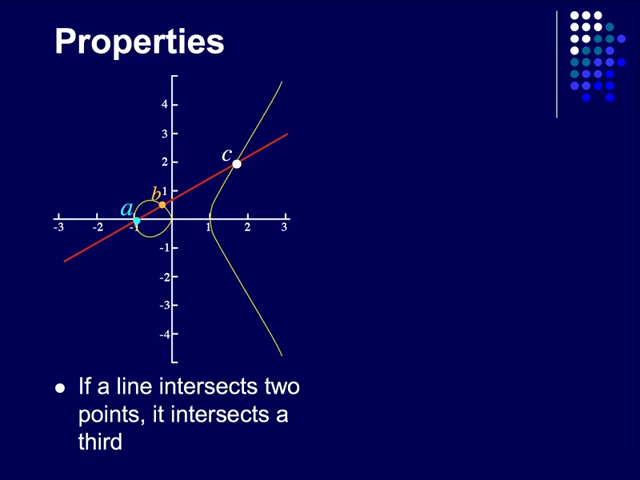 Properties
4
3
2
c
1
b
a
-3 -2 -1 1 2 3
-1
-2
-3
-4
If a line intersects two
points, it intersects a
third